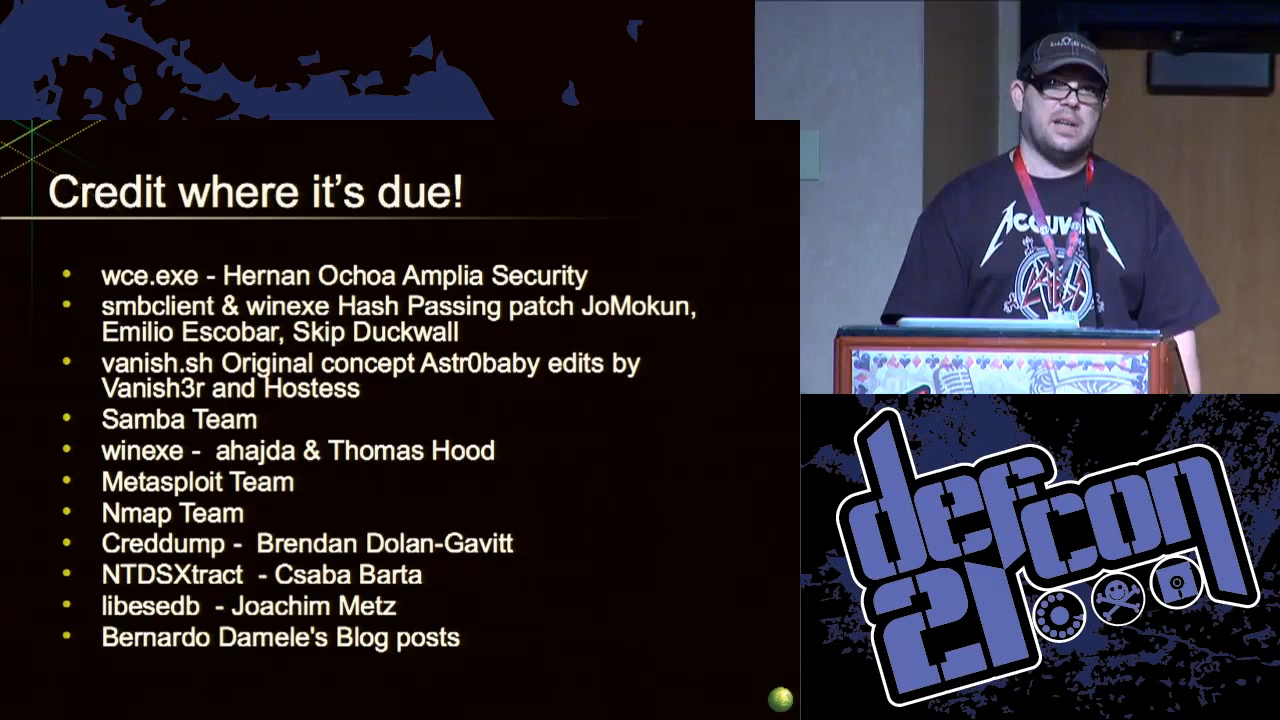 Credit where it's due!
wce.exe - Hernan Ochoa Amplia Security
smbclient & winexe Hash Passing patch JoMokun,
Emilio Escobar, Skip Duckwall
vanish.sh Original concept Astr0baby edits by
Vanish3r and Hostess
Samba Team
winexe - ahajda & Thomas Hood
Metasploit Team
Nmap Team
Creddump - Brendan Dolan-Gavitt
NTDSXtract - Csaba Barta
libesedb - Joachim Metz
Bernardo Damele's Blog posts
ACCUVANT
defcon
21